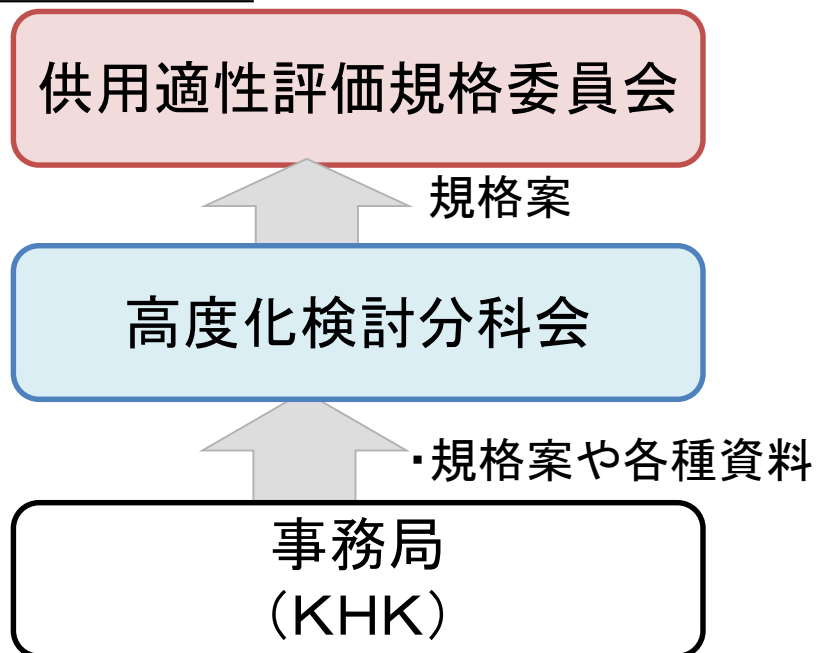 供用適性評価規格委員会
規格案
高度化検討分科会
・規格案や各種資料
事務局
（KHK）